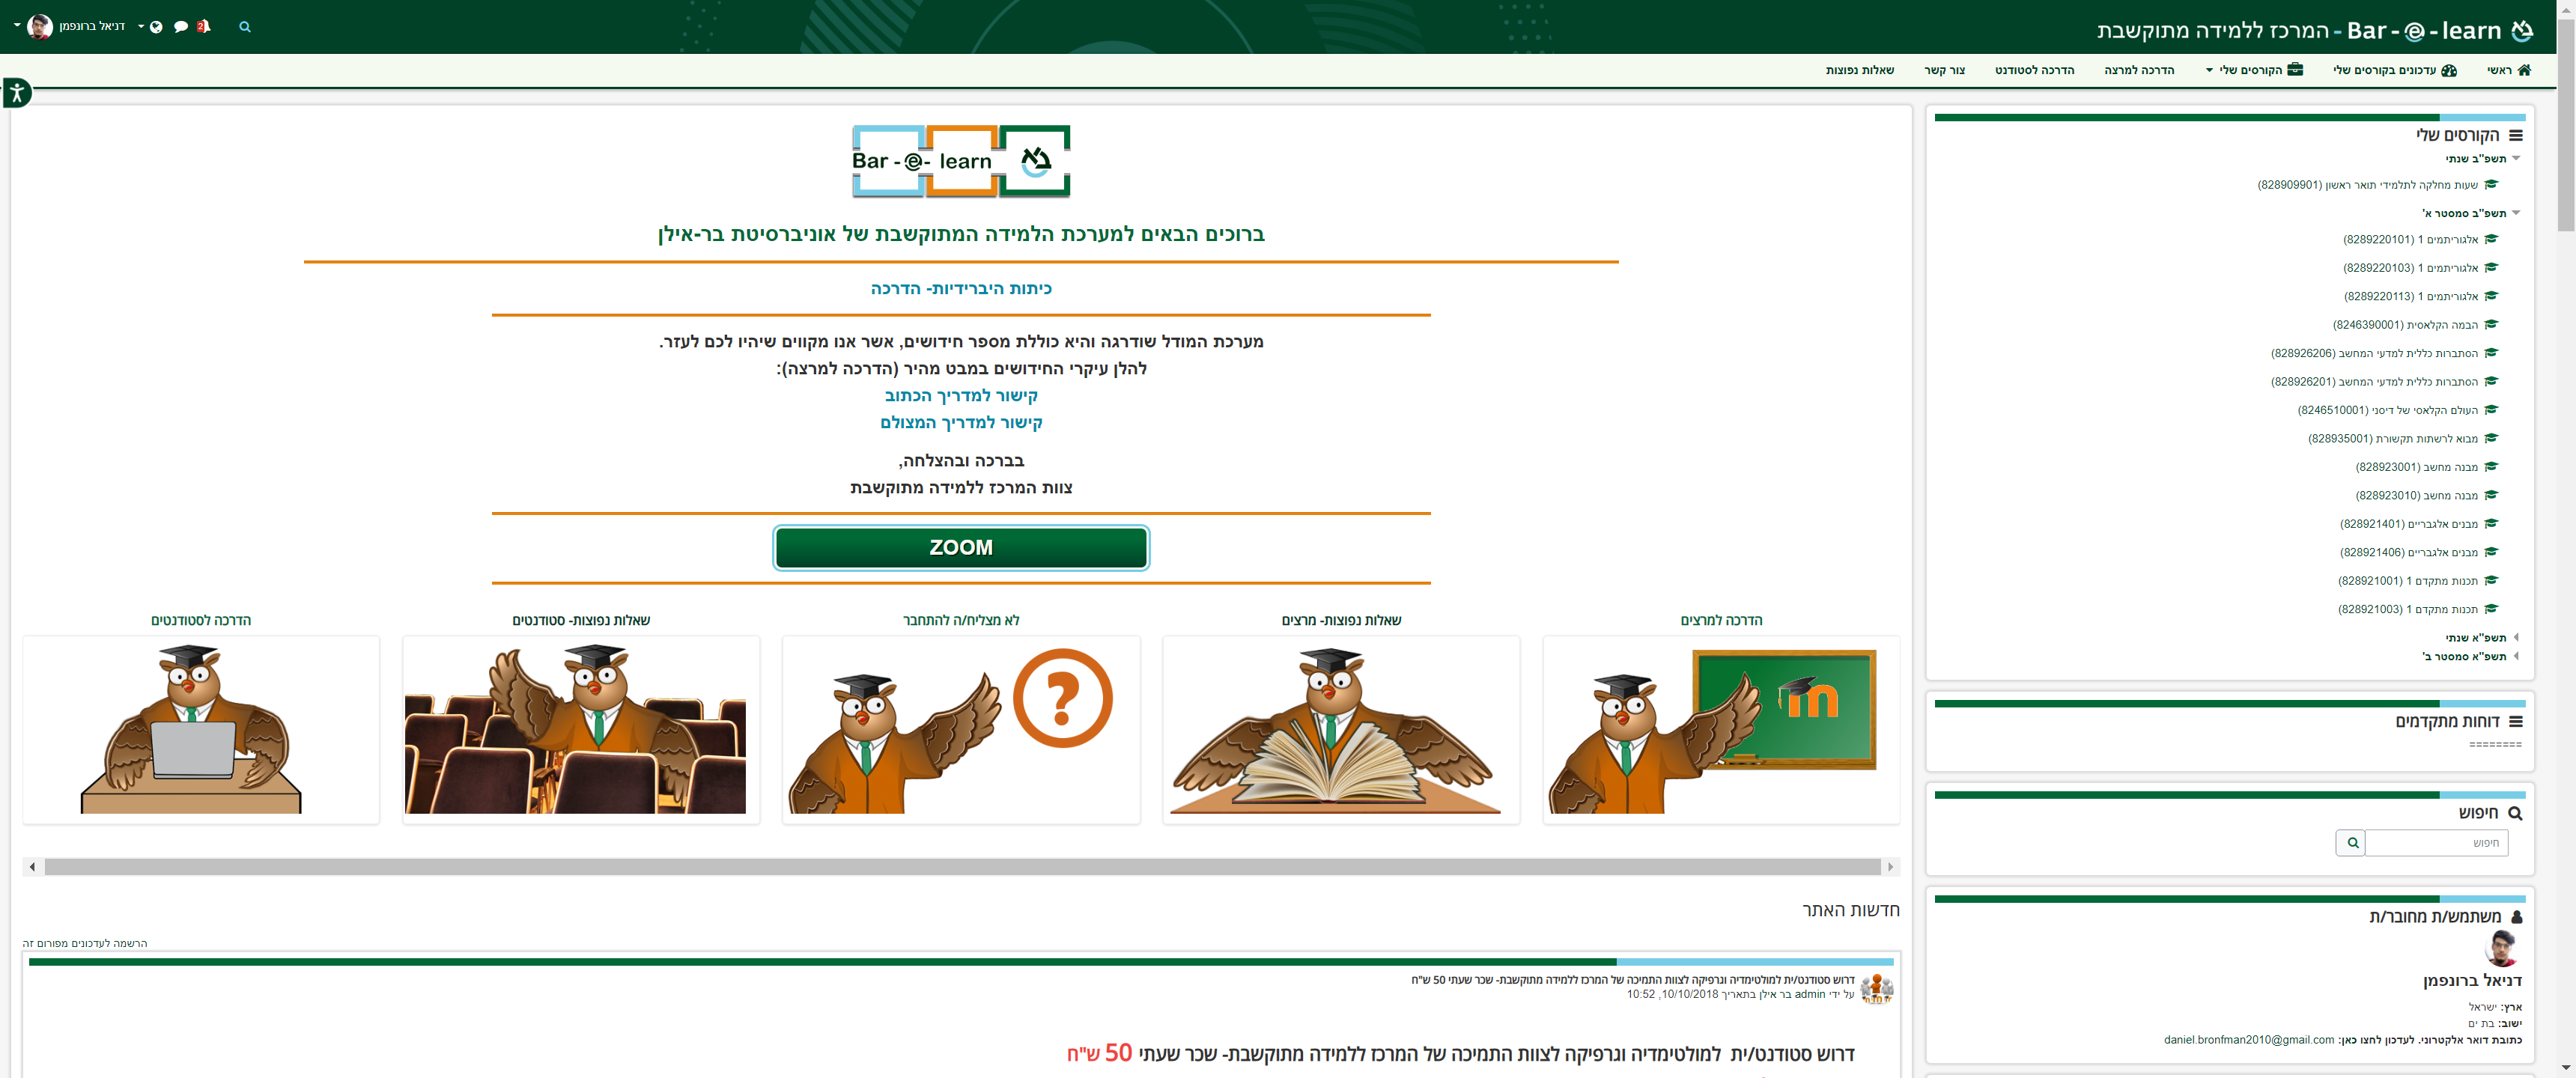 Bar - e - learn - המרכז ללמידה מתוקשבת
2
דניאל ברונפמן
ראשי
עדכונים בקורסים שלי
הקורסים שלי
הדרכה למרצה
הדרכה לסטודנט
צור קשר
שאלות נפוצות
הקורסים שלי
תשפ"ב שנתי
שעות מחלקה לתלמידי תואר ראשון (828909901)
תשפ"ב סמסטר א'
אלגוריתמים 1 (8289220101)
אלגוריתמים 1 (8289220103)
אלגוריתמים 1 (8289220113)
הבמה הקלאסית (8246390001)
הסתברות כללית למדעי המחשב (828926206)
הסתברות כללית למדעי המחשב (828926201)
העולם הקלאסי של דיסני (8246510001)
מבוא לרשתות תקשורת (828935001)
מבנה מחשב (828923001)
מבנה מחשב (828923010)
מבנים אלגבריים (828921401)
מבנים אלגבריים (828921406)
תכנות מתקדם 1 (828921001)
תכנות מתקדם 1 (828921003)
תשפ"א שנתי
תשפ"א סמסטר ב'
דוחות מתקדמים
========
חיפוש
חיפוש
משתמש/ת מחובר/ת
דניאל ברונפמן
ארץ: ישראל
ישוב: בת ים
כתובת דואר אלקטרוני. לעדכון לחצו כאן: daniel.bronfman2010@gmail.com
Bar - e - learn בא
ברוכים הבאים למערכת הלמידה המתוקשבת של אוניברסיטת בר-אילן
כיתות היברידיות- הדרכה
מערכת המודל שודרגה והיא כוללת מספר חידושים, אשר אנו מקווים שיהיו לכם לעזר.
להלן עיקרי החידושים במבט מהיר (הדרכה למרצה):
קישור למדריך הכתוב
קישור למדריך המצולם
בברכה ובהצלחה,
צוות המרכז ללמידה מתוקשבת
ZOOM
הדרכה למרצים
שאלות נפוצות- מרצים
לא מצליח/ה להתחבר
שאלות נפוצות- סטודנטים
הדרכה לסטודנטים
m
?
חדשות האתר
הרשמה לעדכונים מפורום זה
דרוש סטודנט/ית למולטימדיה וגרפיקה לצוות התמיכה של המרכז ללמידה מתוקשבת- שכר שעתי 50 ש"ח
על ידי admin בר אילן בתאריך 10/10/2018, 10:52
דרוש סטודנט/ית למולטימדיה וגרפיקה לצוות התמיכה של המרכז ללמידה מתוקשבת- שכר שעתי 50 ש"ח